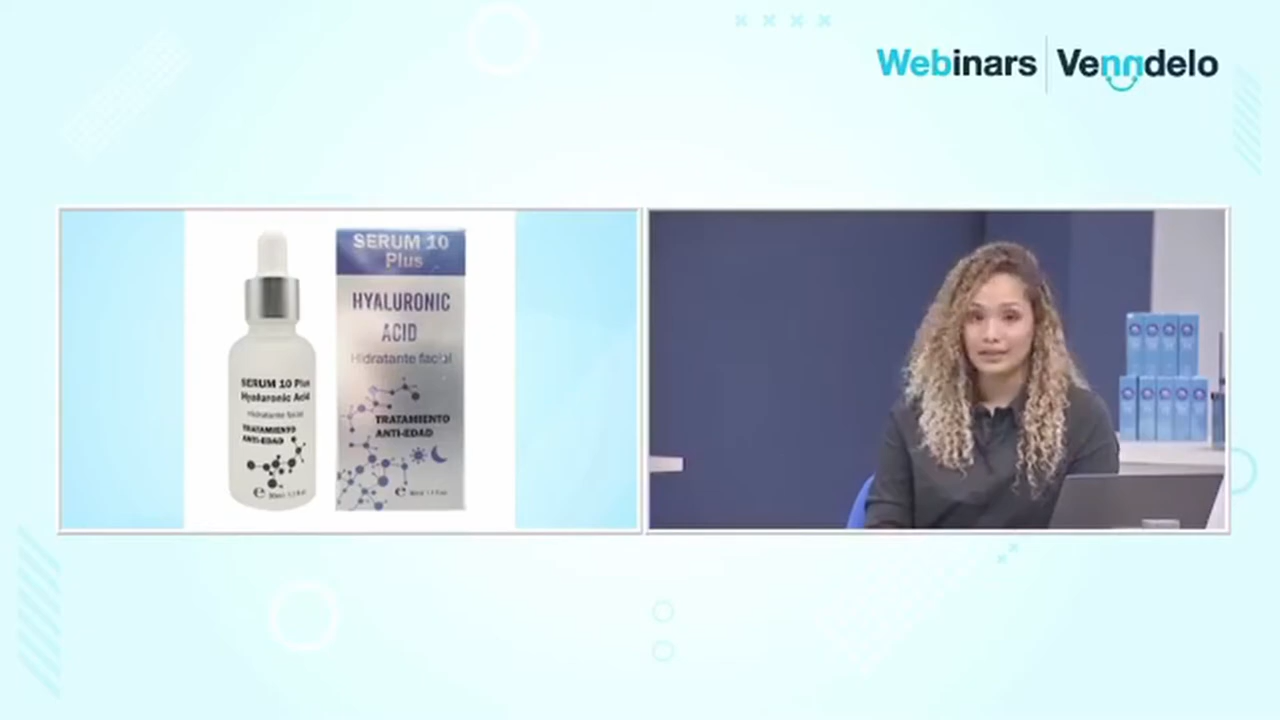 Webinars Venndelo
SERUM 10
Plus
HYALURONIC
ACID
Hidratante facial
TRATAMIENTO
ANTI-EDAD
SERUM 10 Plus
Hyaluronic Acid
Hidratante facial
TRATAMIENTO
ANTI-EDAD